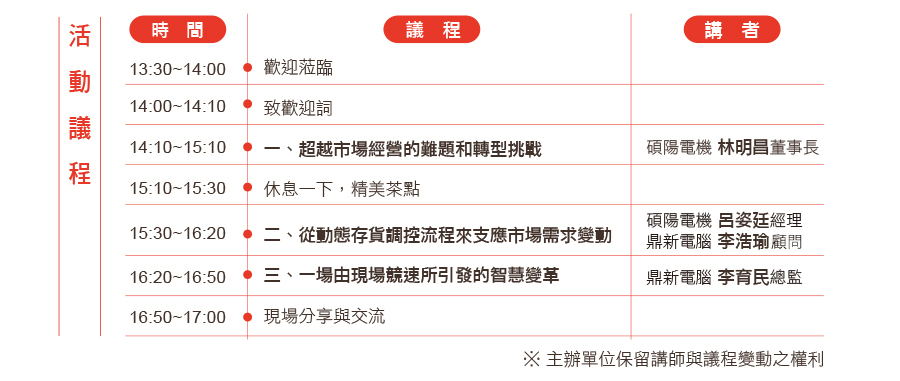 活動議程
時 間 議 程 講 者
13:30~14:00 歡迎蒞臨
14:00~14:10 致歡迎詞
14:10~15:10 一、超越市場經營的難題和轉型挑戰 碩陽電機 林明昌董事長
15:10~15:30 休息一下，精美茶點
15:30~16:20 二、從動態存貨調控流程來支應市場需求變動 碩陽電機 呂姿廷經理
鼎新電腦 李浩瑜顧問
16:20~16:50 三、一場由現場競速所引發的智慧變革 鼎新電腦 李育民總監
16:50~17:00 現場分享與交流
※ 主辦單位保留講師與議程變動之權利